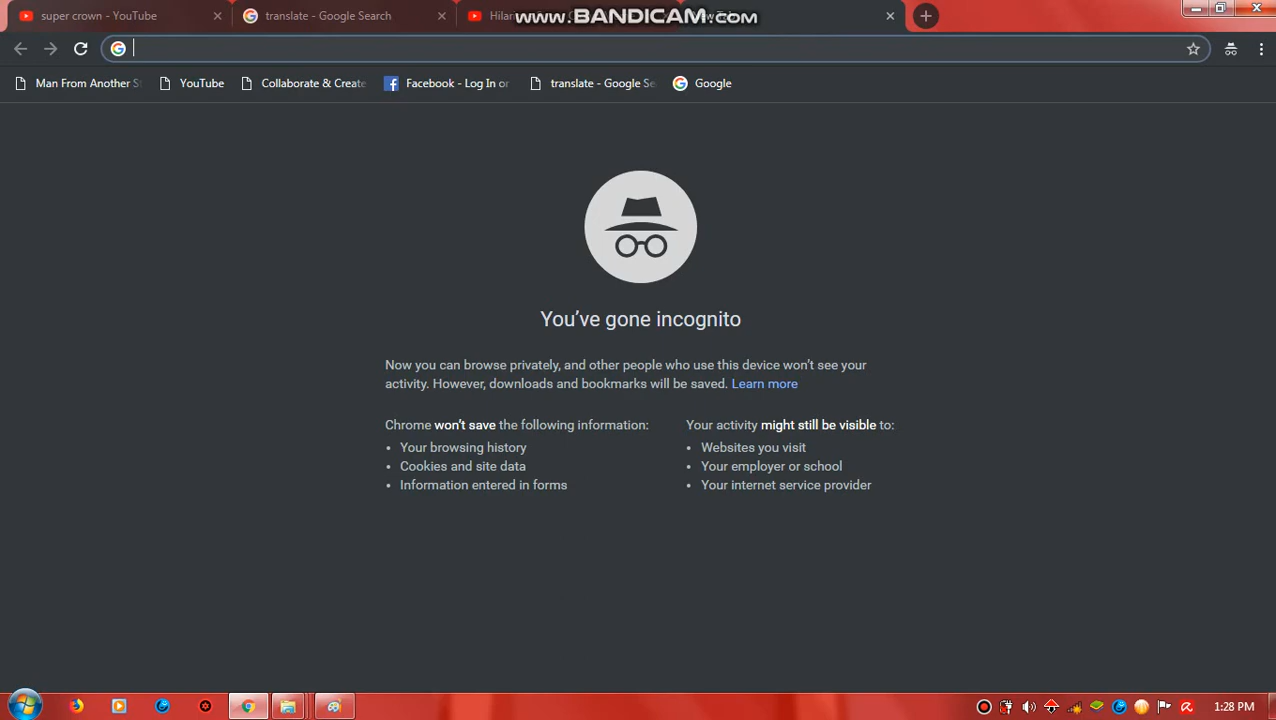 super crown - YouTube
translate - Google Search
Hilar
www.BANDICAM.com
Man From Another S
YouTube
Collaborate & Create
Facebook - Log In or
translate - Google Se
Google
You've gone incognito
Now you can browse privately, and other people who use this device won't see your
activity. However, downloads and bookmarks will be saved. Learn more
Chrome won't save the following information:
• Your browsing history
• Cookies and site data
• Information entered in forms
Your activity might still be visible to:
• Websites you visit
• Your employer or school
• Your internet service provider
1:28 PM